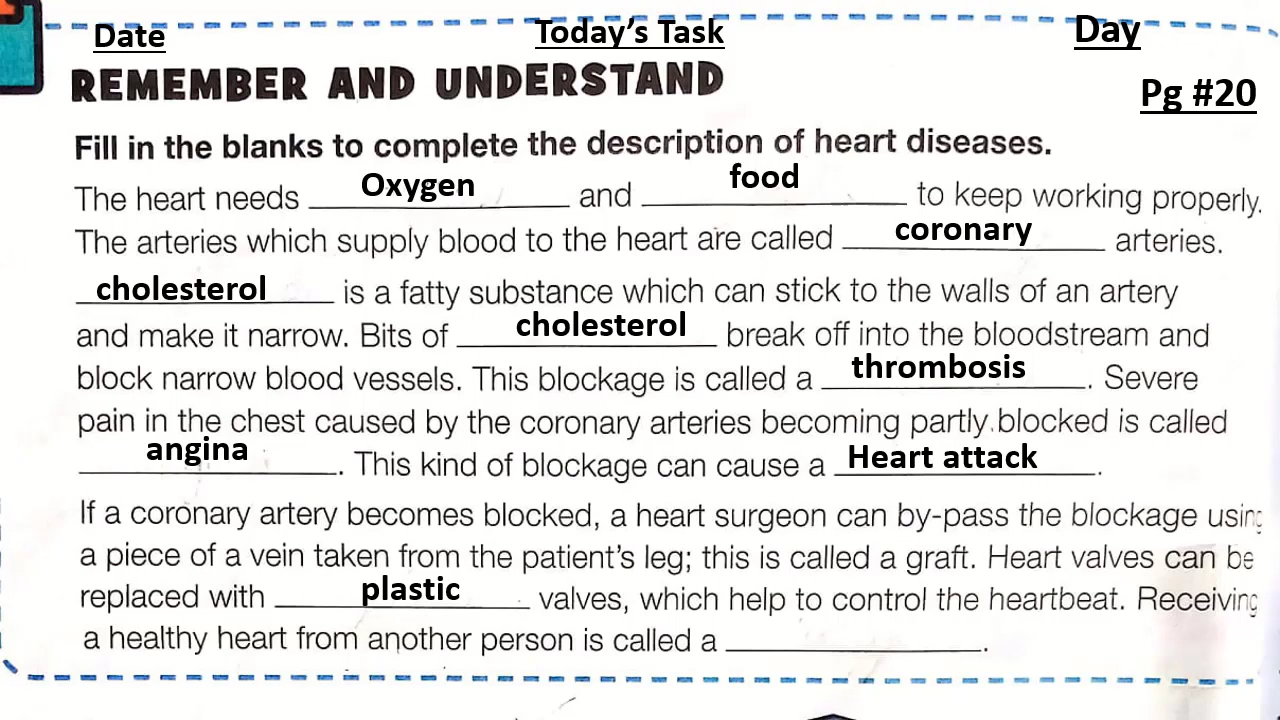 Date Today's Task Day
REMEMBER AND UNDERSTAND
Pg #20
Fill in the blanks to complete the description of heart diseases.
The heart needs Oxygen and food to keep working properly.
The arteries which supply blood to the heart are called coronary arteries.
cholesterol is a fatty substance which can stick to the walls of an artery
and make it narrow. Bits of cholesterol break off into the bloodstream and
block narrow blood vessels. This blockage is called a thrombosis. Severe
pain in the chest caused by the coronary arteries becoming partly blocked is called
angina. This kind of blockage can cause a Heart attack.
If a coronary artery becomes blocked, a heart surgeon can by-pass the blockage using
a piece of a vein taken from the patient's leg; this is called a graft. Heart valves can be
replaced with plastic valves, which help to control the heartbeat. Receiving
a healthy heart from another person is called a ____________.